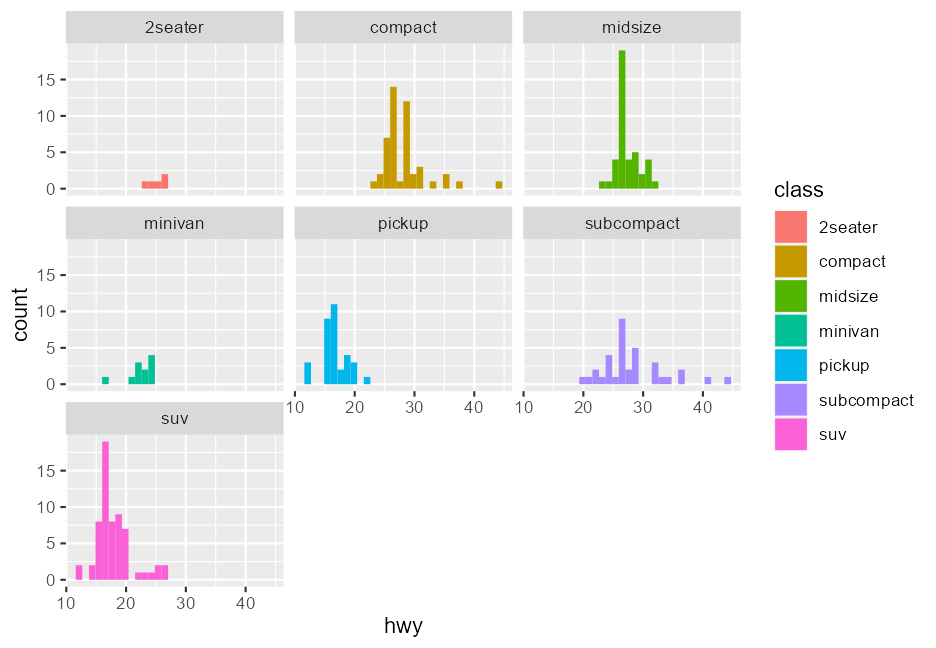 2seater compact midsize
15
10
5
0
minivan pickup subcompact
15
10
5
0
10 20 30 40 10 20 30 40
suv
15
10
5
0
10 20 30 40
hwy
count
class
2seater
compact
midsize
minivan
pickup
subcompact
suv